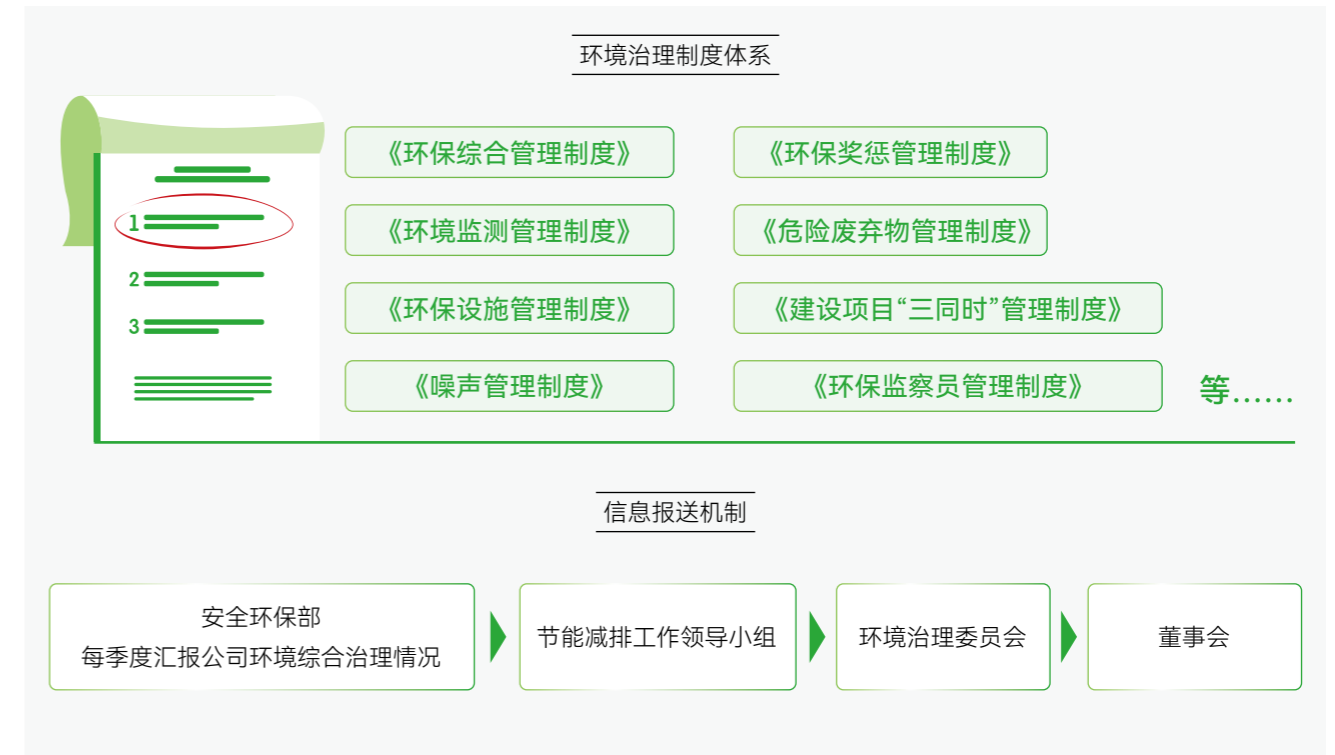 环境治理制度体系
1
2
3
《环保综合管理制度》
《环保奖惩管理制度》
《环境监测管理制度》
《危险废弃物管理制度》
《环保设施管理制度》
《建设项目“三同时”管理制度》
《噪声管理制度》
《环保监察员管理制度》
等……
信息报送机制
安全环保部
每季度汇报公司环境综合治理情况
节能减排工作领导小组
环境治理委员会
董事会